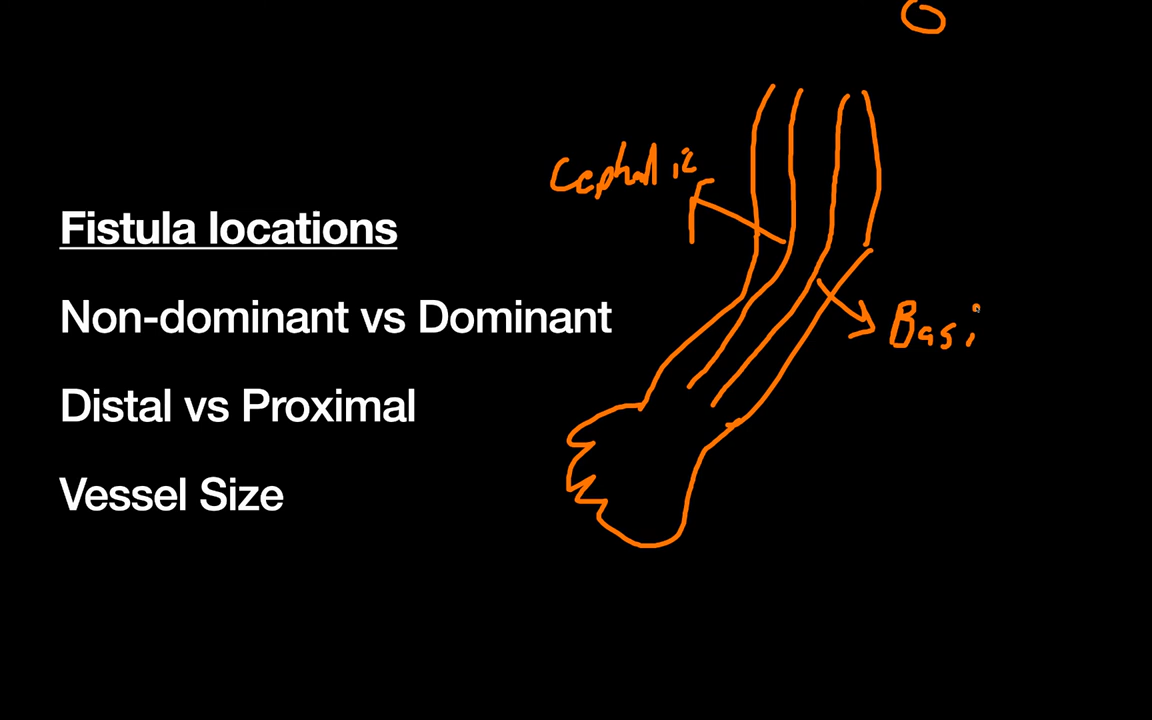 Cephalic
Fistula locations
Non-dominant vs Dominant
Basi
Distal vs Proximal
Vessel Size